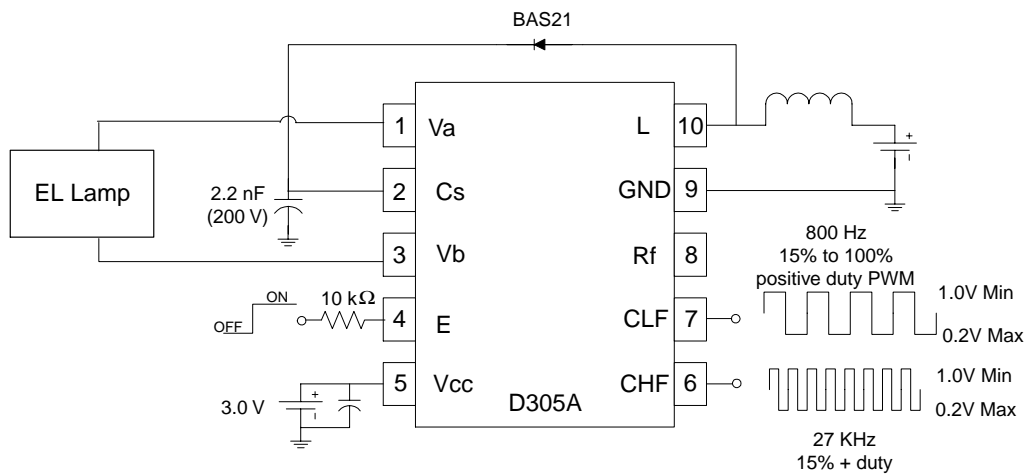 BAS21
1 Va
L 10
+
-
EL Lamp
2.2 nF
(200 V)
2 Cs
GND 9
3 Vb
Rf 8
800 Hz
15% to 100%
positive duty PWM
1.0V Min
0.2V Max
OFF
ON
10 kΩ
4 E
CLF 7
5 Vcc
CHF 6
3.0 V
+
-
D305A
1.0V Min
0.2V Max
27 KHz
15% + duty